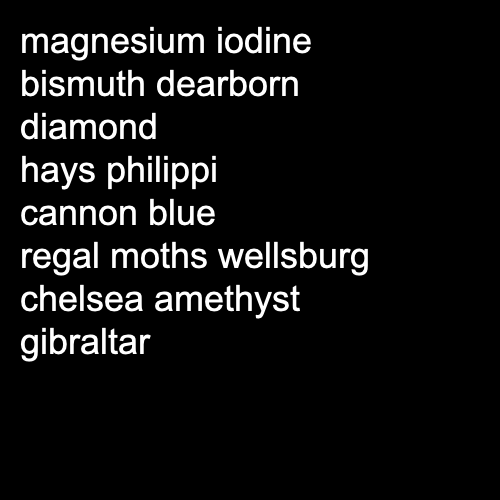 magnesium iodine
bismuth dearborn
diamond
hays philippi
cannon blue
regal moths wellsburg
chelsea amethyst
gibraltar